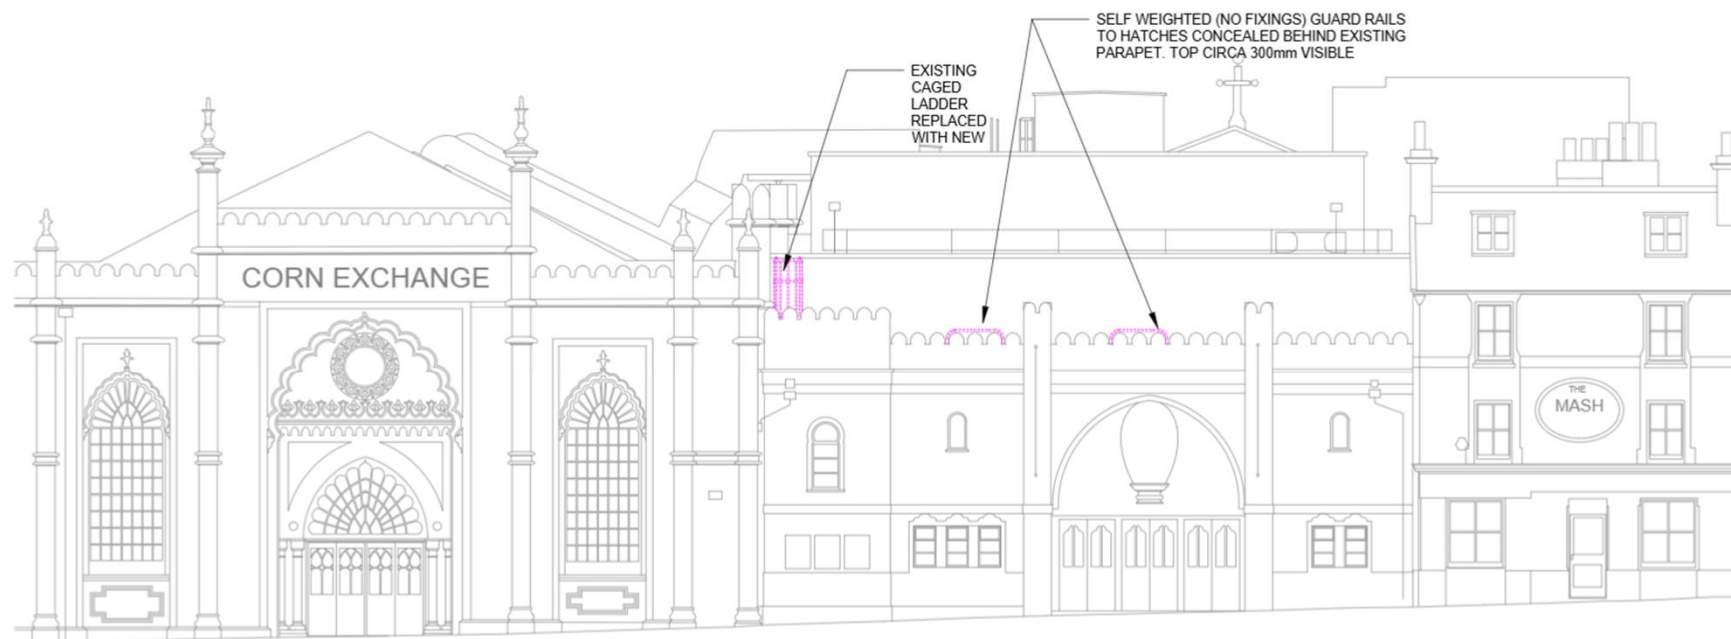 SELF WEIGHTED (NO FIXINGS) GUARD RAILS
TO HATCHES CONCEALED BEHIND EXISTING
PARAPET. TOP CIRCA 300mm VISIBLE
EXISTING
CAGED
LADDER
REPLACED
WITH NEW
CORN EXCHANGE
THE
MASH